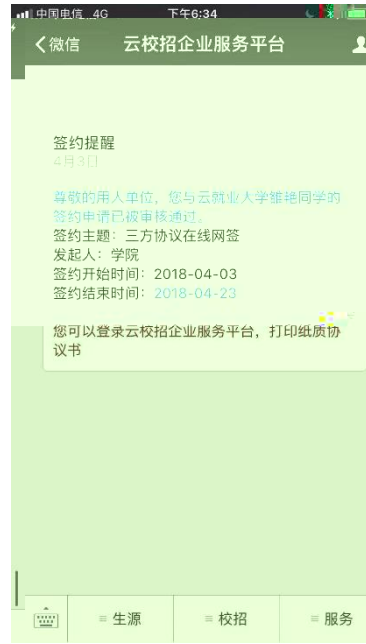 中国电信 4G 下午6:34
微信 云校招企业服务平台
签约提醒
4月3日
尊敬的用人单位，您与云就业大学雏艳同学的
签约申请已被审核通过。
签约主题：三方协议在线网签
发起人：学院
签约开始时间：2018-04-03
签约结束时间：2018-04-23
您可以登录云校招企业服务平台，打印纸质协
议书
生源 校招 服务